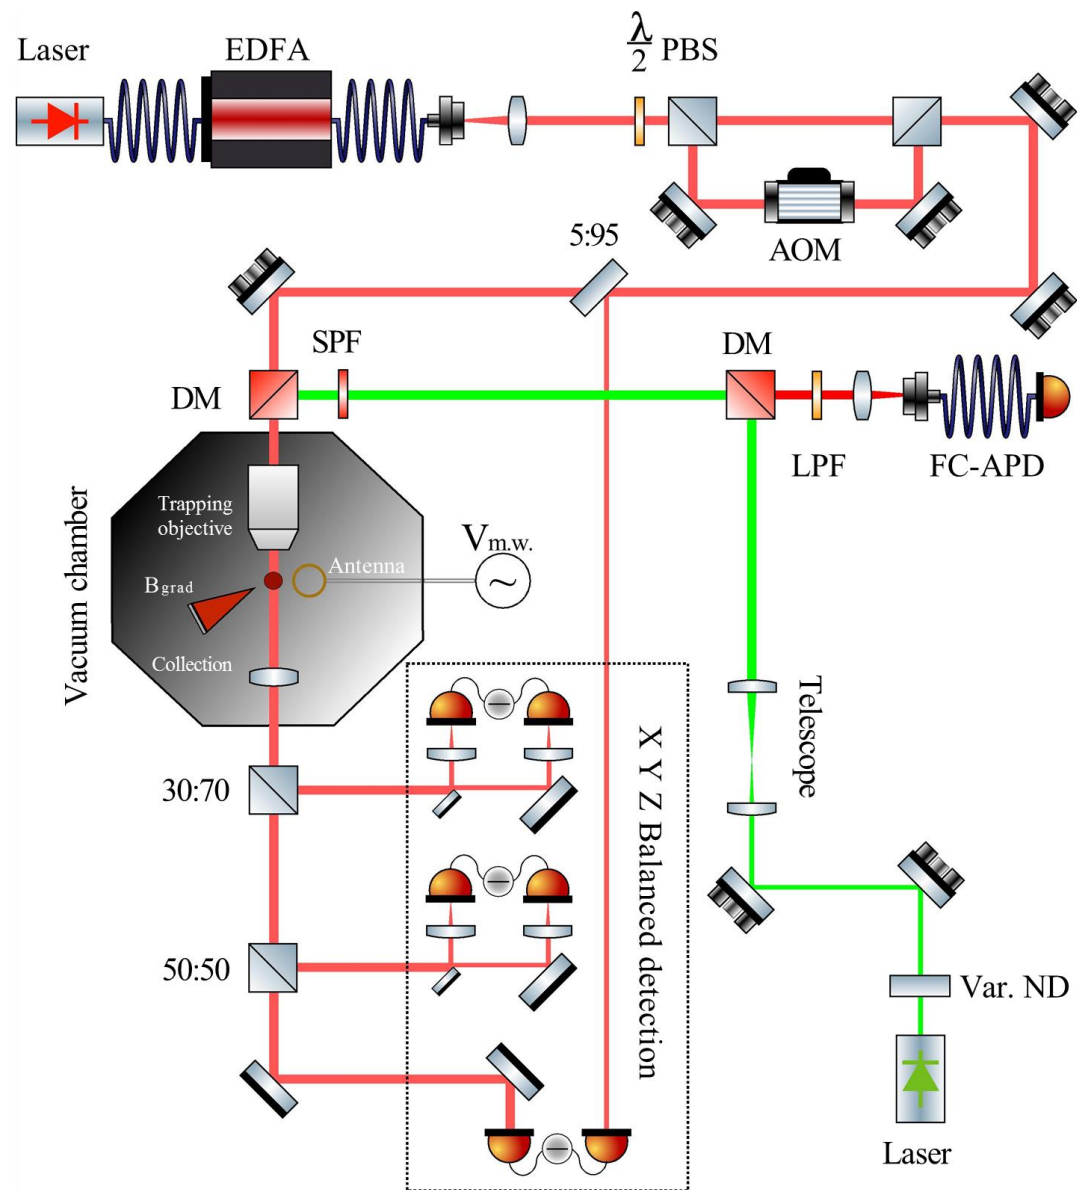 Laser
EDFA
λ
2
PBS
AOM
5:95
SPF
DM
DM
LPF
FC-APD
Vacuum chamber
Trapping
objective
Bgrad
Antenna
Vm.w.
~
Collection
30:70
50:50
X Y Z Balanced detection
Telescope
Var. ND
Laser